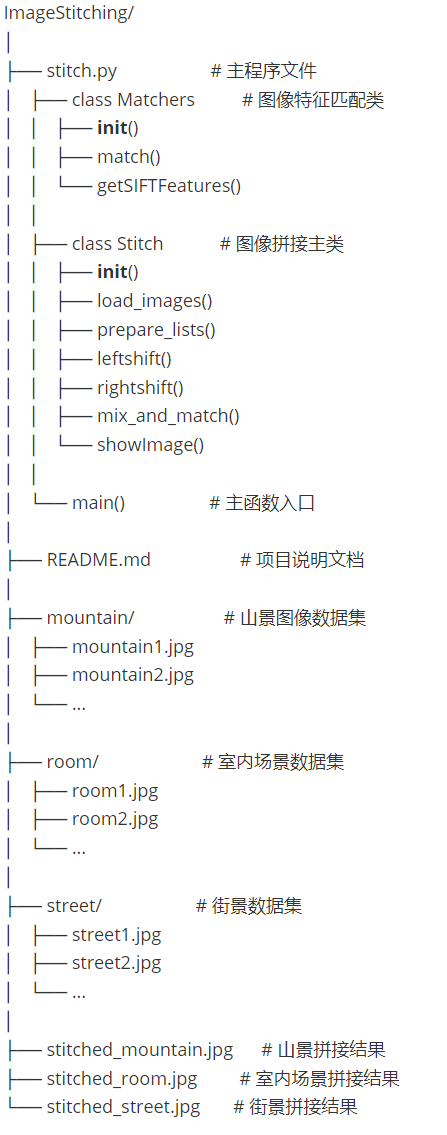 ImageStitching/
│
├── stitch.py # 主程序文件
│ ├── class Matchers # 图像特征匹配类
│ │ ├── init()
│ │ ├── match()
│ │ └── getSIFTFeatures()
│ │
│ ├── class Stitch # 图像拼接主类
│ │ ├── init()
│ │ ├── load_images()
│ │ ├── prepare_lists()
│ │ ├── leftshift()
│ │ ├── rightshift()
│ │ ├── mix_and_match()
│ │ └── showImage()
│ │
│ └── main() # 主函数入口
│
├── README.md # 项目说明文档
│
├── mountain/ # 山景图像数据集
│ ├── mountain1.jpg
│ ├── mountain2.jpg
│ └── ...
│
├── room/ # 室内场景数据集
│ ├── room1.jpg
│ ├── room2.jpg
│ └── ...
│
├── street/ # 街景数据集
│ ├── street1.jpg
│ ├── street2.jpg
│ └── ...
│
├── stitched_mountain.jpg # 山景拼接结果
├── stitched_room.jpg # 室内场景拼接结果
└── stitched_street.jpg # 街景拼接结果